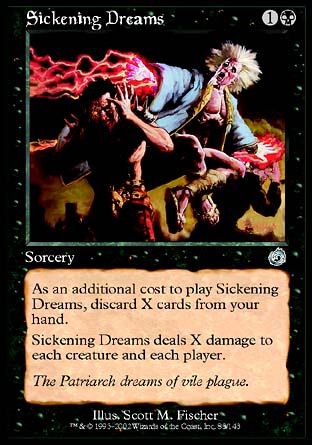 Sickening Dreams 1
Sorcery
As an additional cost to play Sickening
Dreams, discard X cards from your
hand.
Sickening Dreams deals X damage to
each creature and each player.
The Patriarch dreams of vile plague.
Illus. Scott M. Fischer
™ & © 1993-2002 Wizards of the Coast, Inc. 83/143